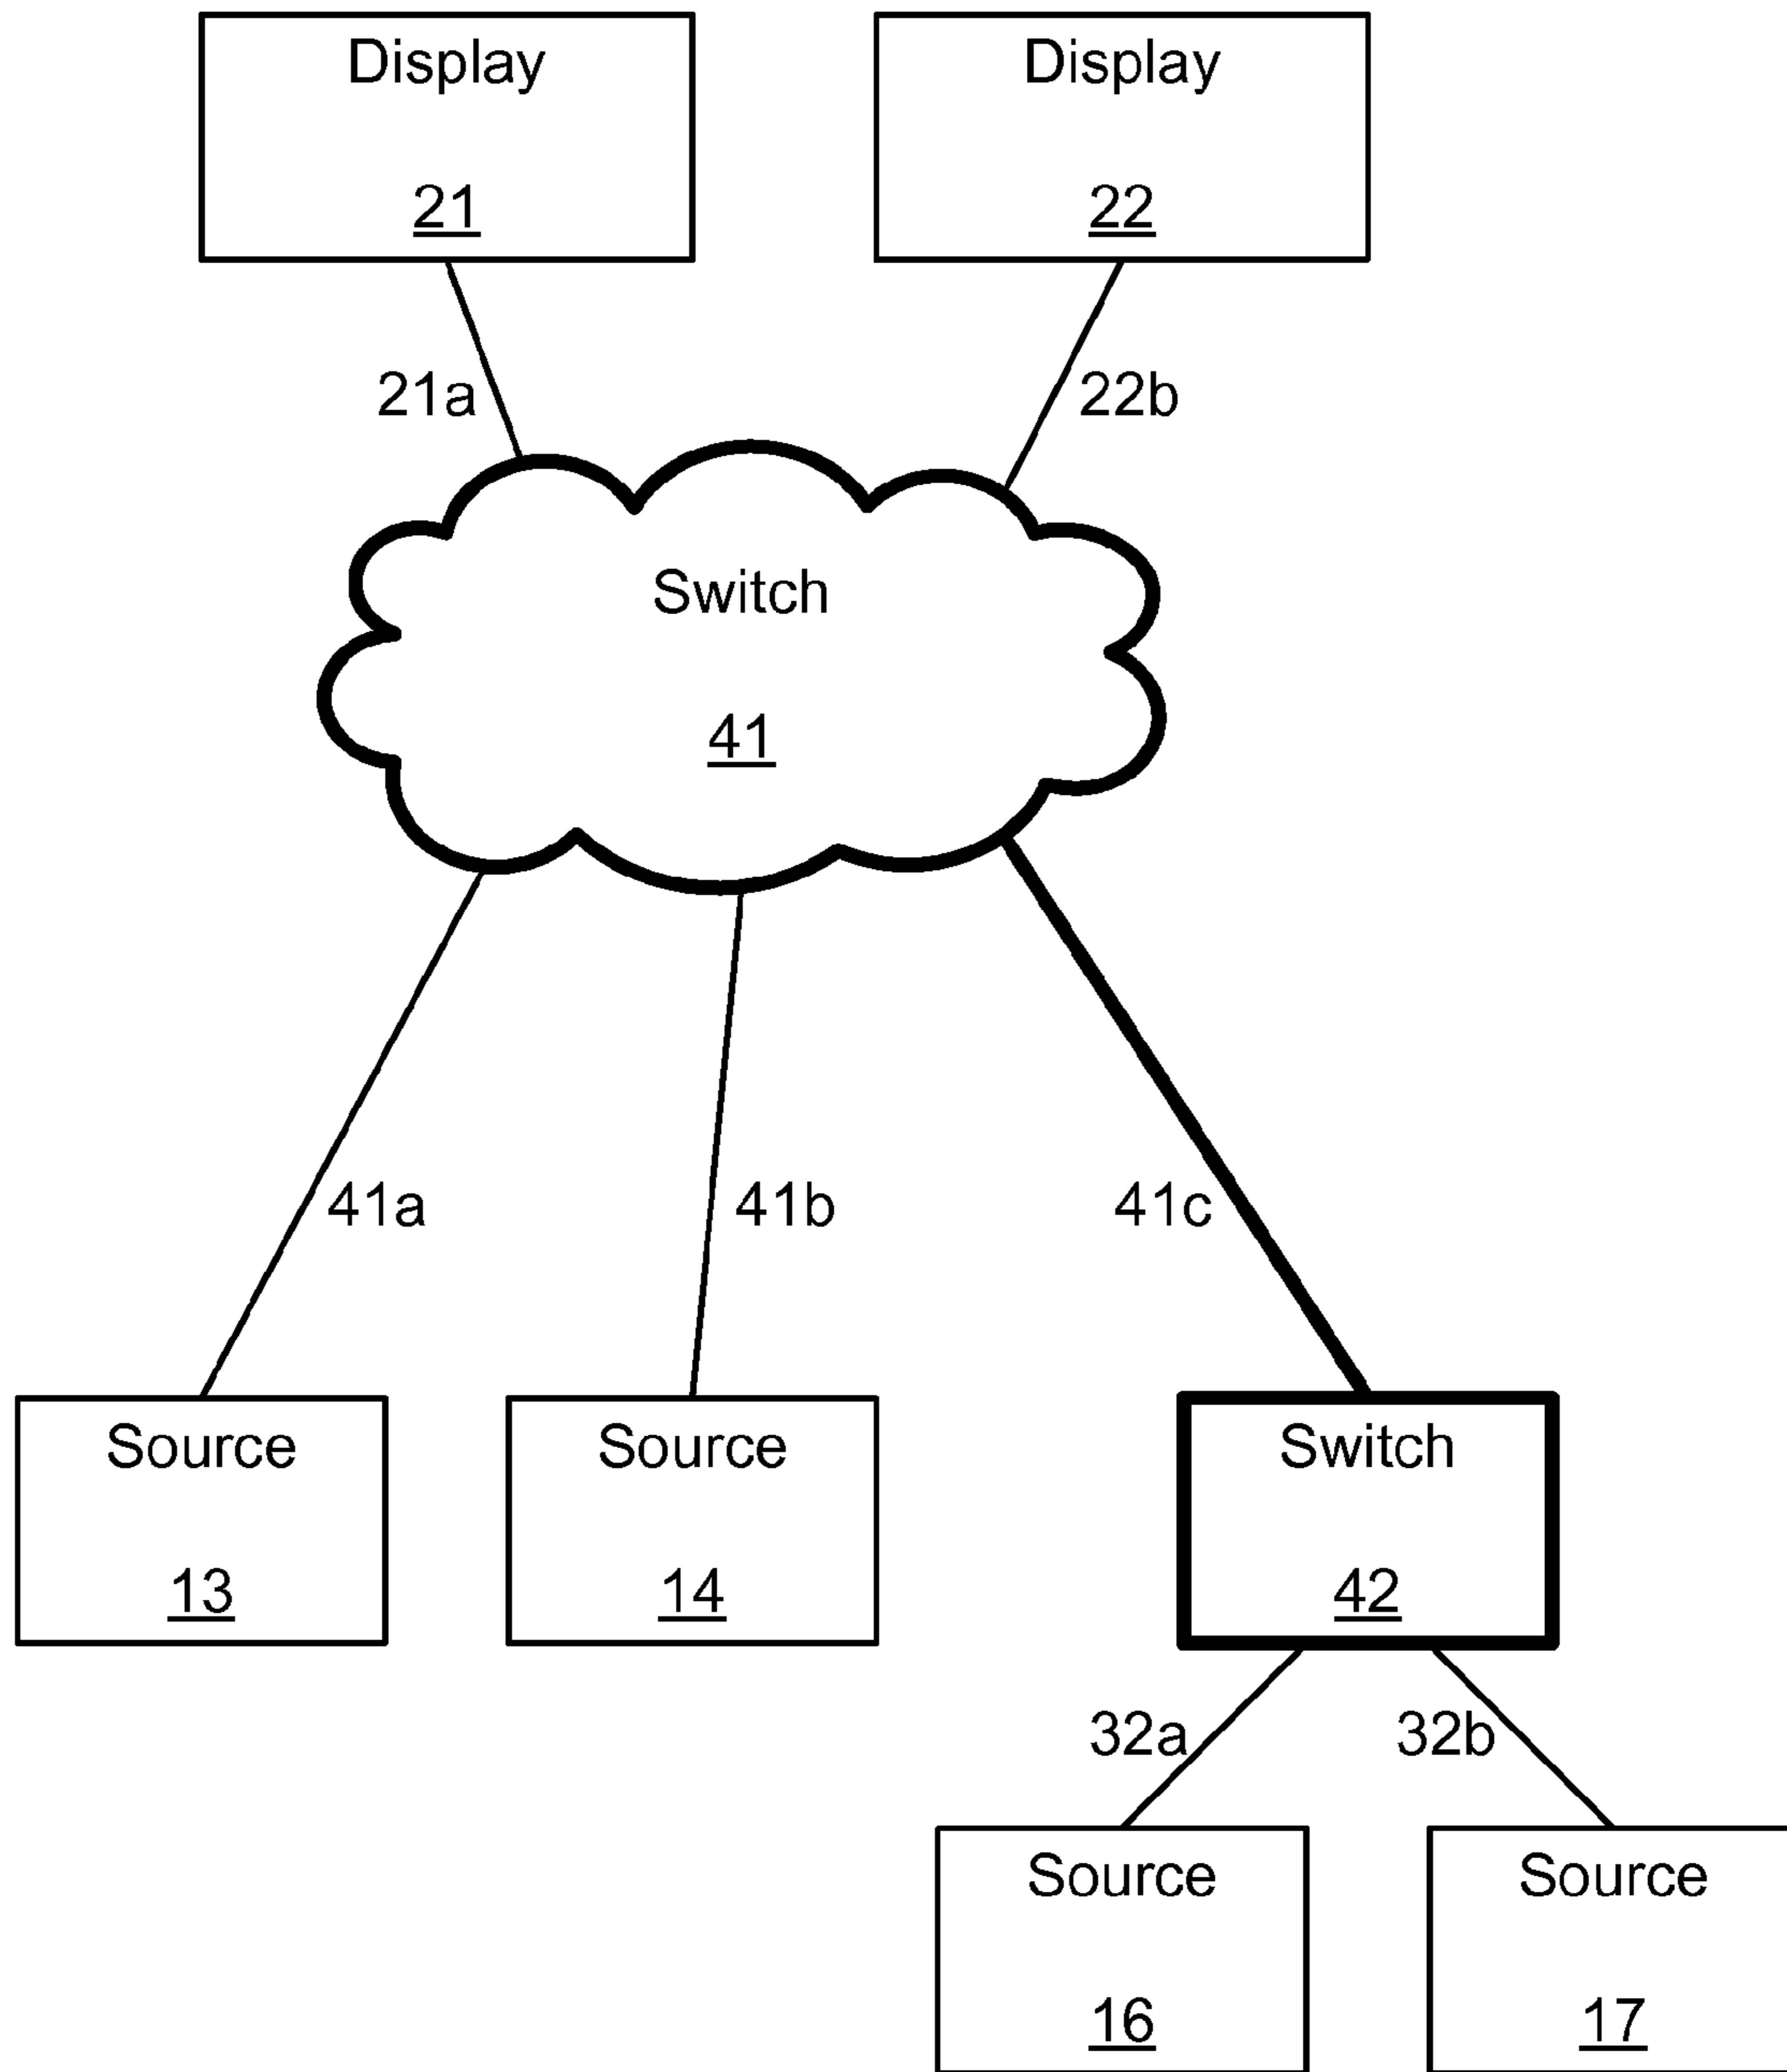 Display
21
Display
22
21a
22b
Switch
41
41a
41b
41c
Source
13
Source
14
Switch
42
32a
32b
Source
16
Source
17